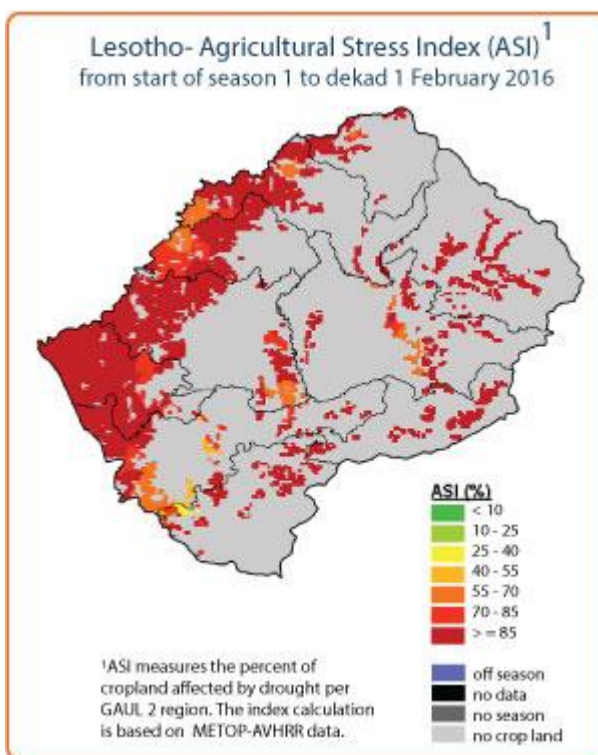 Lesotho- Agricultural Stress Index (ASI)1
from start of season 1 to dekad 1 February 2016
ASI (%)
< 10
10 - 25
25 - 40
40 - 55
55 - 70
70 - 85
> = 85
1ASI measures the percent of
cropland affected by drought per
GAUL 2 region. The index calculation
is based on METOP-AVHRR data.
off season
no data
no season
no crop land